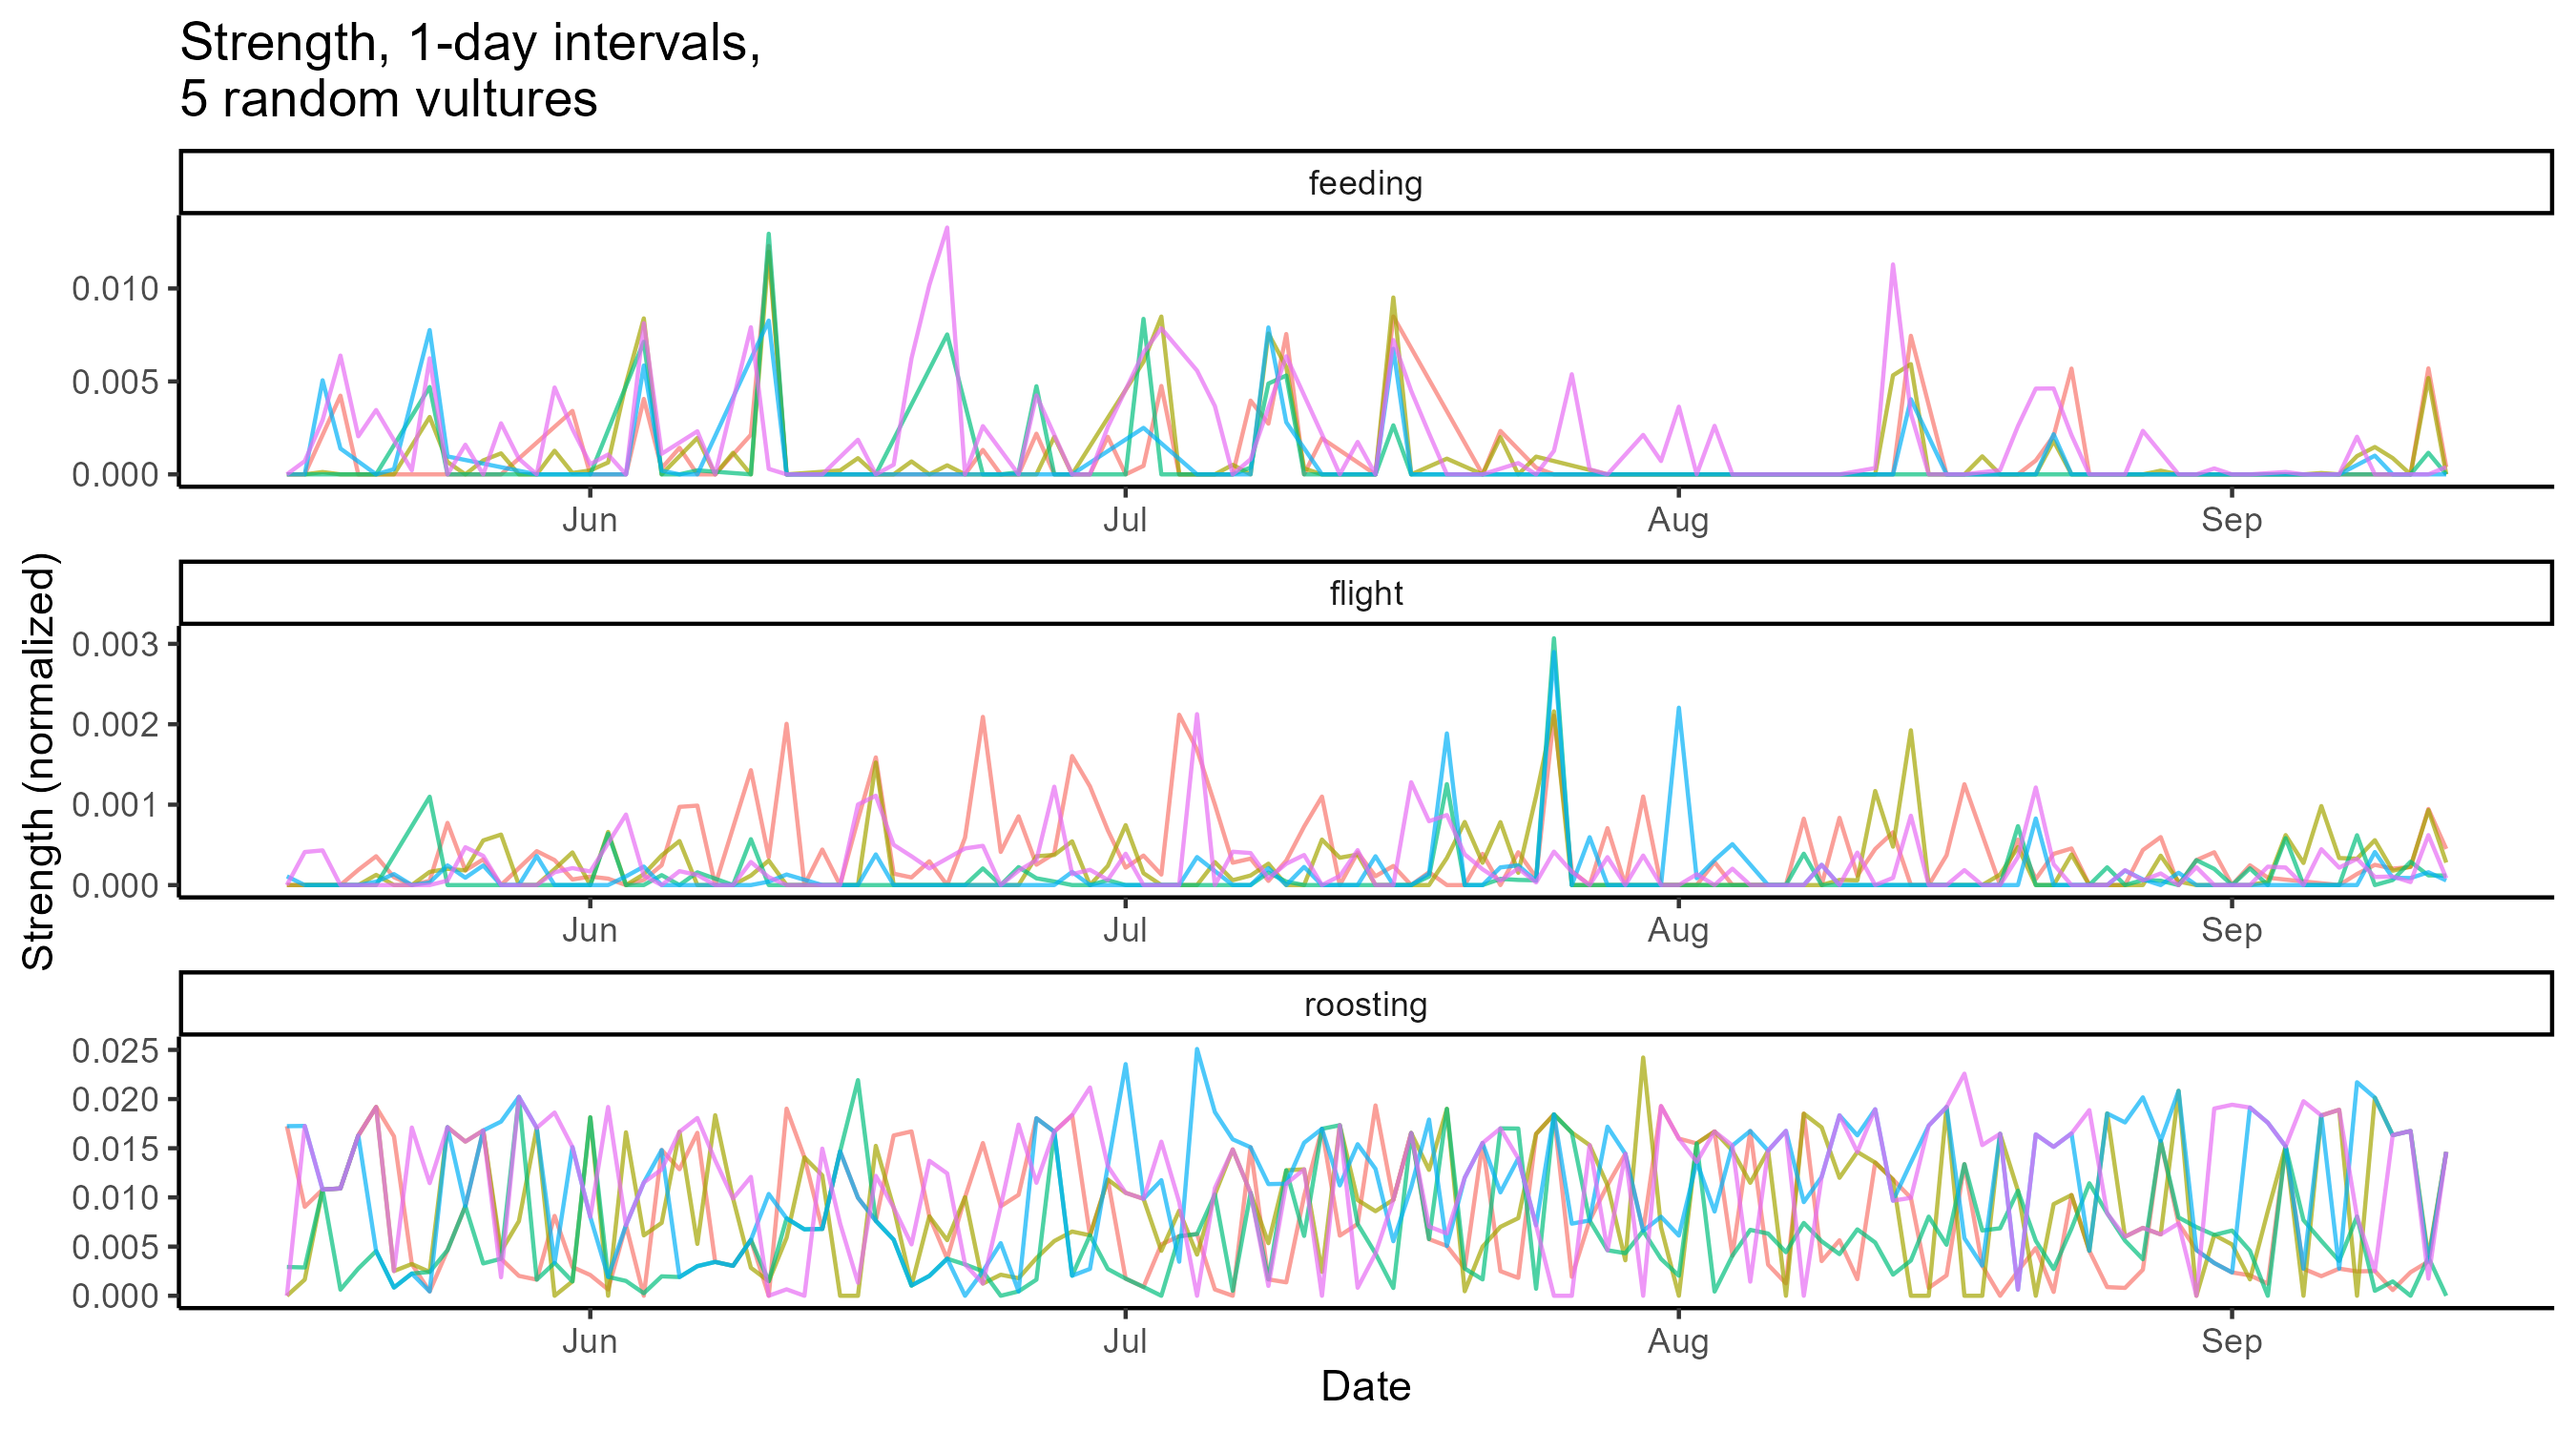 Strength, 1-day intervals,
5 random vultures
feeding
0.010
0.005
0.000
Jun Jul Aug Sep
flight
0.003
0.002
0.001
0.000
Jun Jul Aug Sep
roosting
0.025
0.020
0.015
0.010
0.005
0.000
Jun Jul Aug Sep
Date
Strength (normalized)